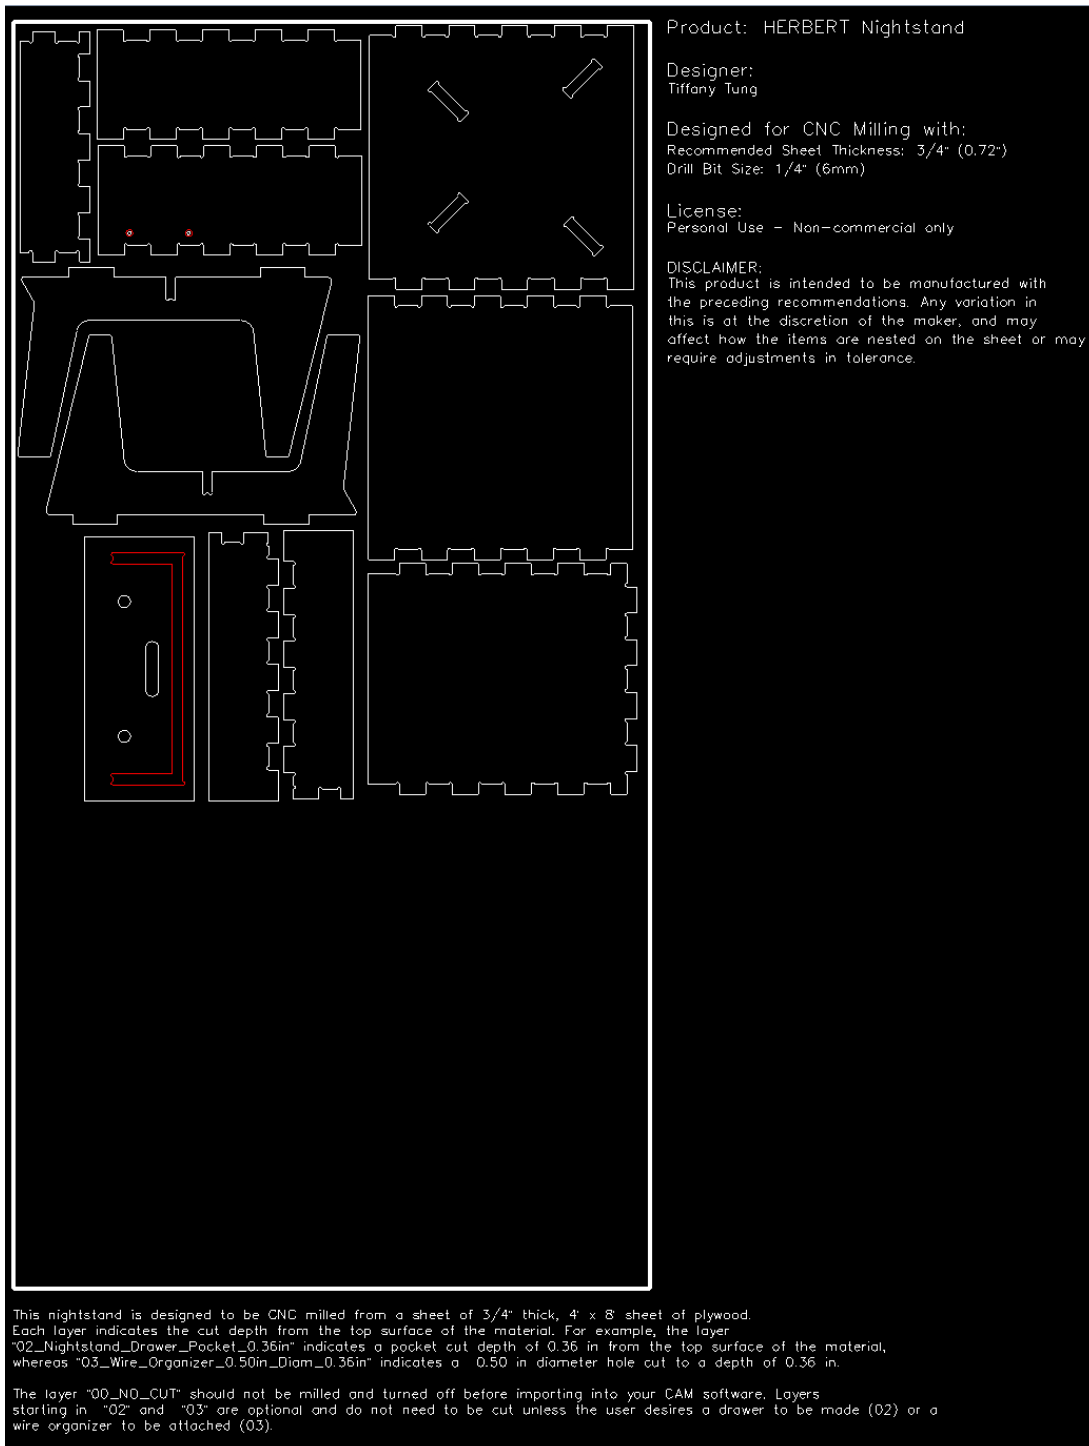 Product: HERBERT Nightstand
Designer:
Tiffany Tung
Designed for CNC Milling with:
Recommended Sheet Thickness: 3/4" (0.72")
Drill Bit Size: 1/4" (6mm)
License:
Personal Use - Non-commercial only
DISCLAIMER:
This product is intended to be manufactured with
the preceding recommendations. Any variation in
this is at the discretion of the maker, and may
affect how the items are nested on the sheet or may
require adjustments in tolerance.
This nightstand is designed to be CNC milled from a sheet of 3/4" thick, 4' x 8' sheet of plywood.
Each layer indicates the cut depth from the top surface of the material. For example, the layer
"02_Nightstand_Drawer_Pocket_0.36in" indicates a pocket cut depth of 0.36 in from the top surface of the material,
whereas "03_Wire_Organizer_0.50in_Diam_0.36in" indicates a 0.50 in diameter hole cut to a depth of 0.36 in.
The layer "00_NO_CUT" should not be milled and turned off before importing into your CAM software. Layers
starting in "02" and "03" are optional and do not need to be cut unless the user desires a drawer to be made (02) or a
wire organizer to be attached (03).